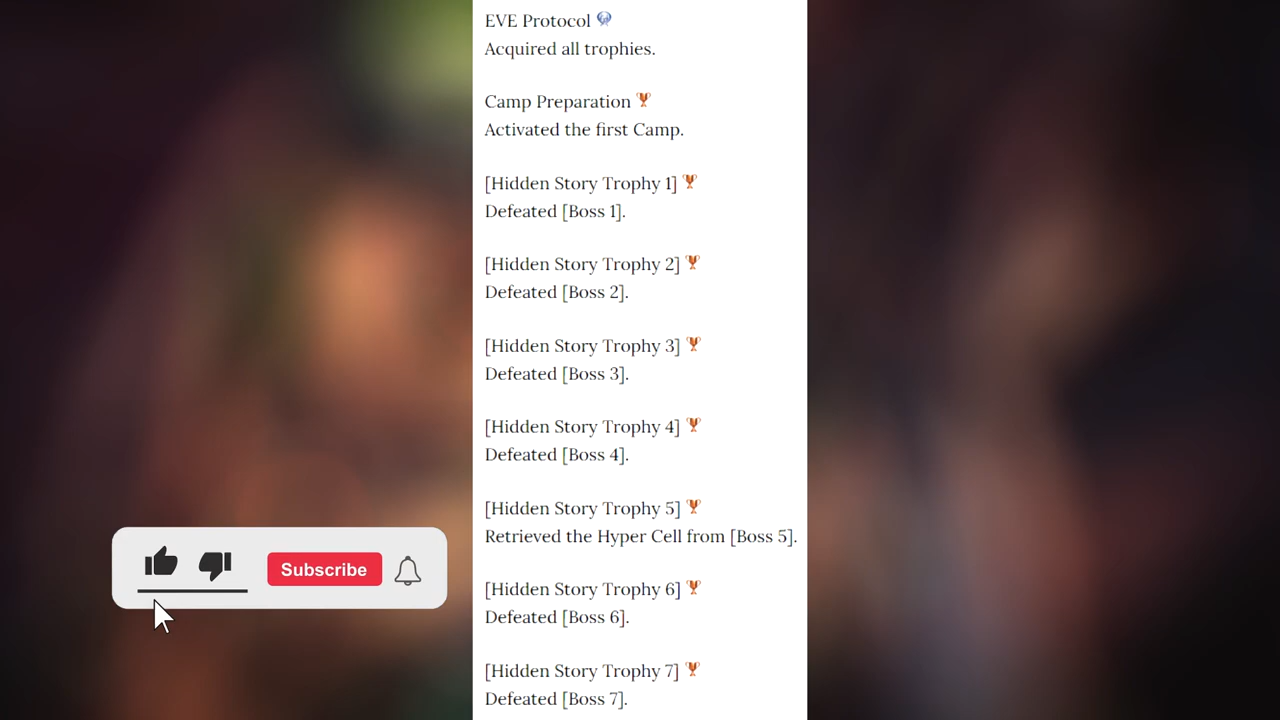 EVE Protocol
Acquired all trophies.
Camp Preparation
Activated the first Camp.
[Hidden Story Trophy 1]
Defeated [Boss 1].
[Hidden Story Trophy 2]
Defeated [Boss 2].
[Hidden Story Trophy 3]
Defeated [Boss 3].
[Hidden Story Trophy 4]
Defeated [Boss 4].
[Hidden Story Trophy 5]
Retrieved the Hyper Cell from [Boss 5].
[Hidden Story Trophy 6]
Defeated [Boss 6].
[Hidden Story Trophy 7]
Defeated [Boss 7].
Subscribe